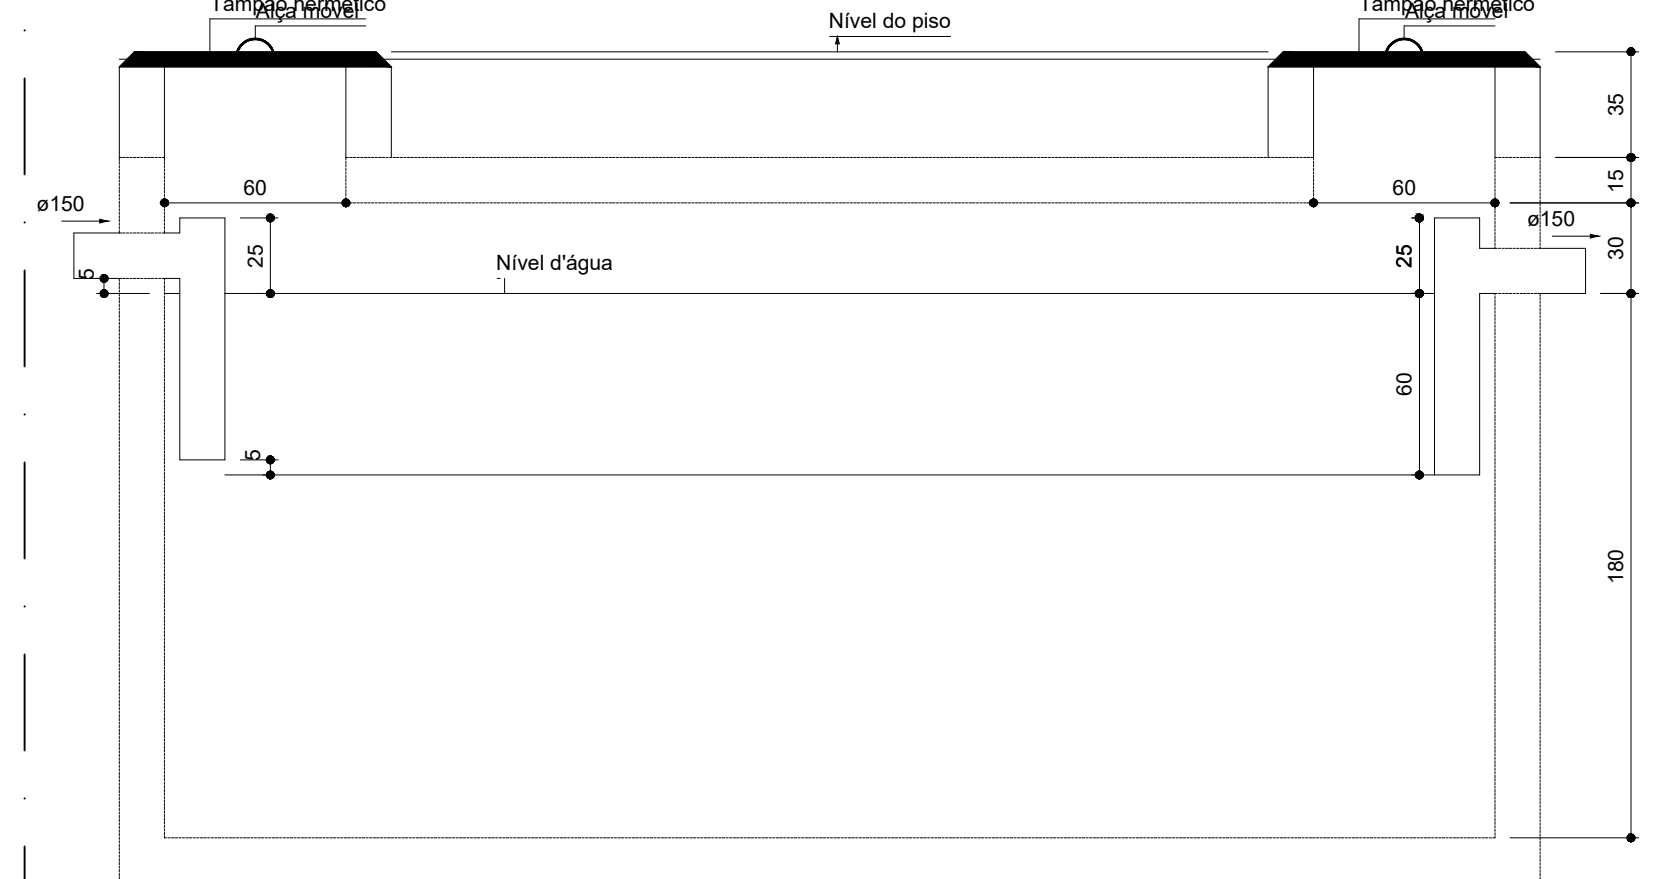 Tampão hermético
Alça móvel
Nível do piso
Tampão hermético
Alça móvel
35
15
60
60
ø150
ø150
30
25
25
5
Nível d'água
60
5
180